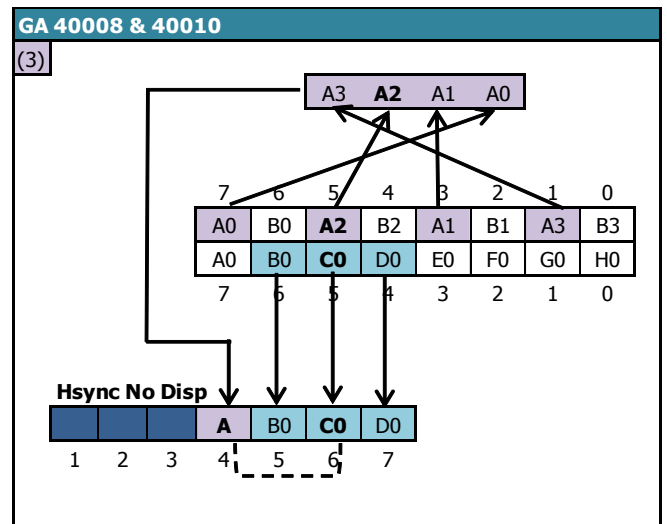 GA 40008 & 40010
(3)
A3 A2 A1 A0
7 6 5 4 3 2 1 0
A0 B0 A2 B2 A1 B1 A3 B3
A0 B0 C0 D0 E0 F0 G0 H0
7 6 5 4 3 2 1 0
Hsync No Disp
A B0 C0 D0
1 2 3 4 5 6 7